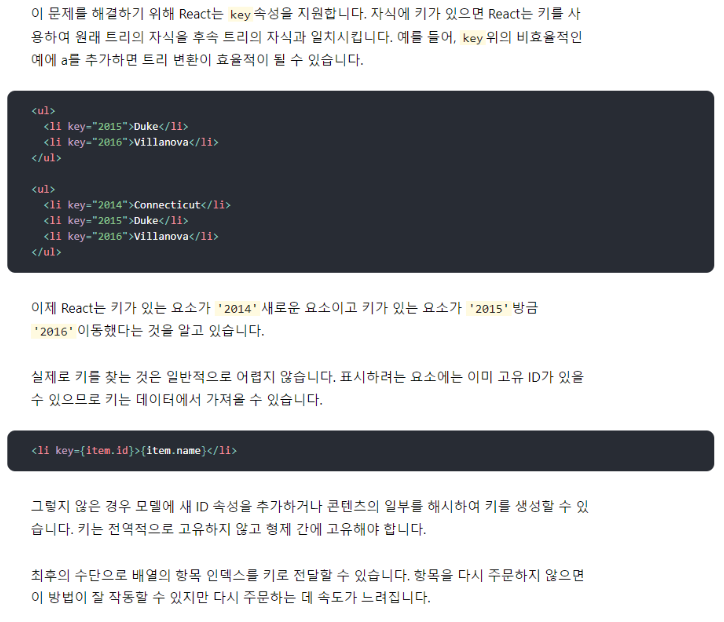 이 문제를 해결하기 위해 React는 key 속성을 지원합니다. 자식에 키가 있으면 React는 키를 사
용하여 원래 트리의 자식을 후속 트리의 자식과 일치시킵니다. 예를 들어, key 위의 비효율적인
예에 a를 추가하면 트리 변환이 효율적이 될 수 있습니다.
<ul>
  <li key="2015">Duke</li>
  <li key="2016">Villanova</li>
</ul>
<ul>
  <li key="2014">Connecticut</li>
  <li key="2015">Duke</li>
  <li key="2016">Villanova</li>
</ul>
이제 React는 키가 있는 요소가 '2014' 새로운 요소이고 키가 있는 요소가 '2015' 방금
'2016' 이동했다는 것을 알고 있습니다.
실제로 키를 찾는 것은 일반적으로 어렵지 않습니다. 표시하려는 요소에는 이미 고유 ID가 있을
수 있으므로 키는 데이터에서 가져올 수 있습니다.
<li key={item.id}>{item.name}</li>
그렇지 않은 경우 모델에 새 ID 속성을 추가하거나 콘텐츠의 일부를 해시하여 키를 생성할 수 있
습니다. 키는 전역적으로 고유하지 않고 형제 간에 고유해야 합니다.
최후의 수단으로 배열의 항목 인덱스를 키로 전달할 수 있습니다. 항목을 다시 주문하지 않으면
이 방법이 잘 작동할 수 있지만 다시 주문하는 데 속도가 느려집니다.